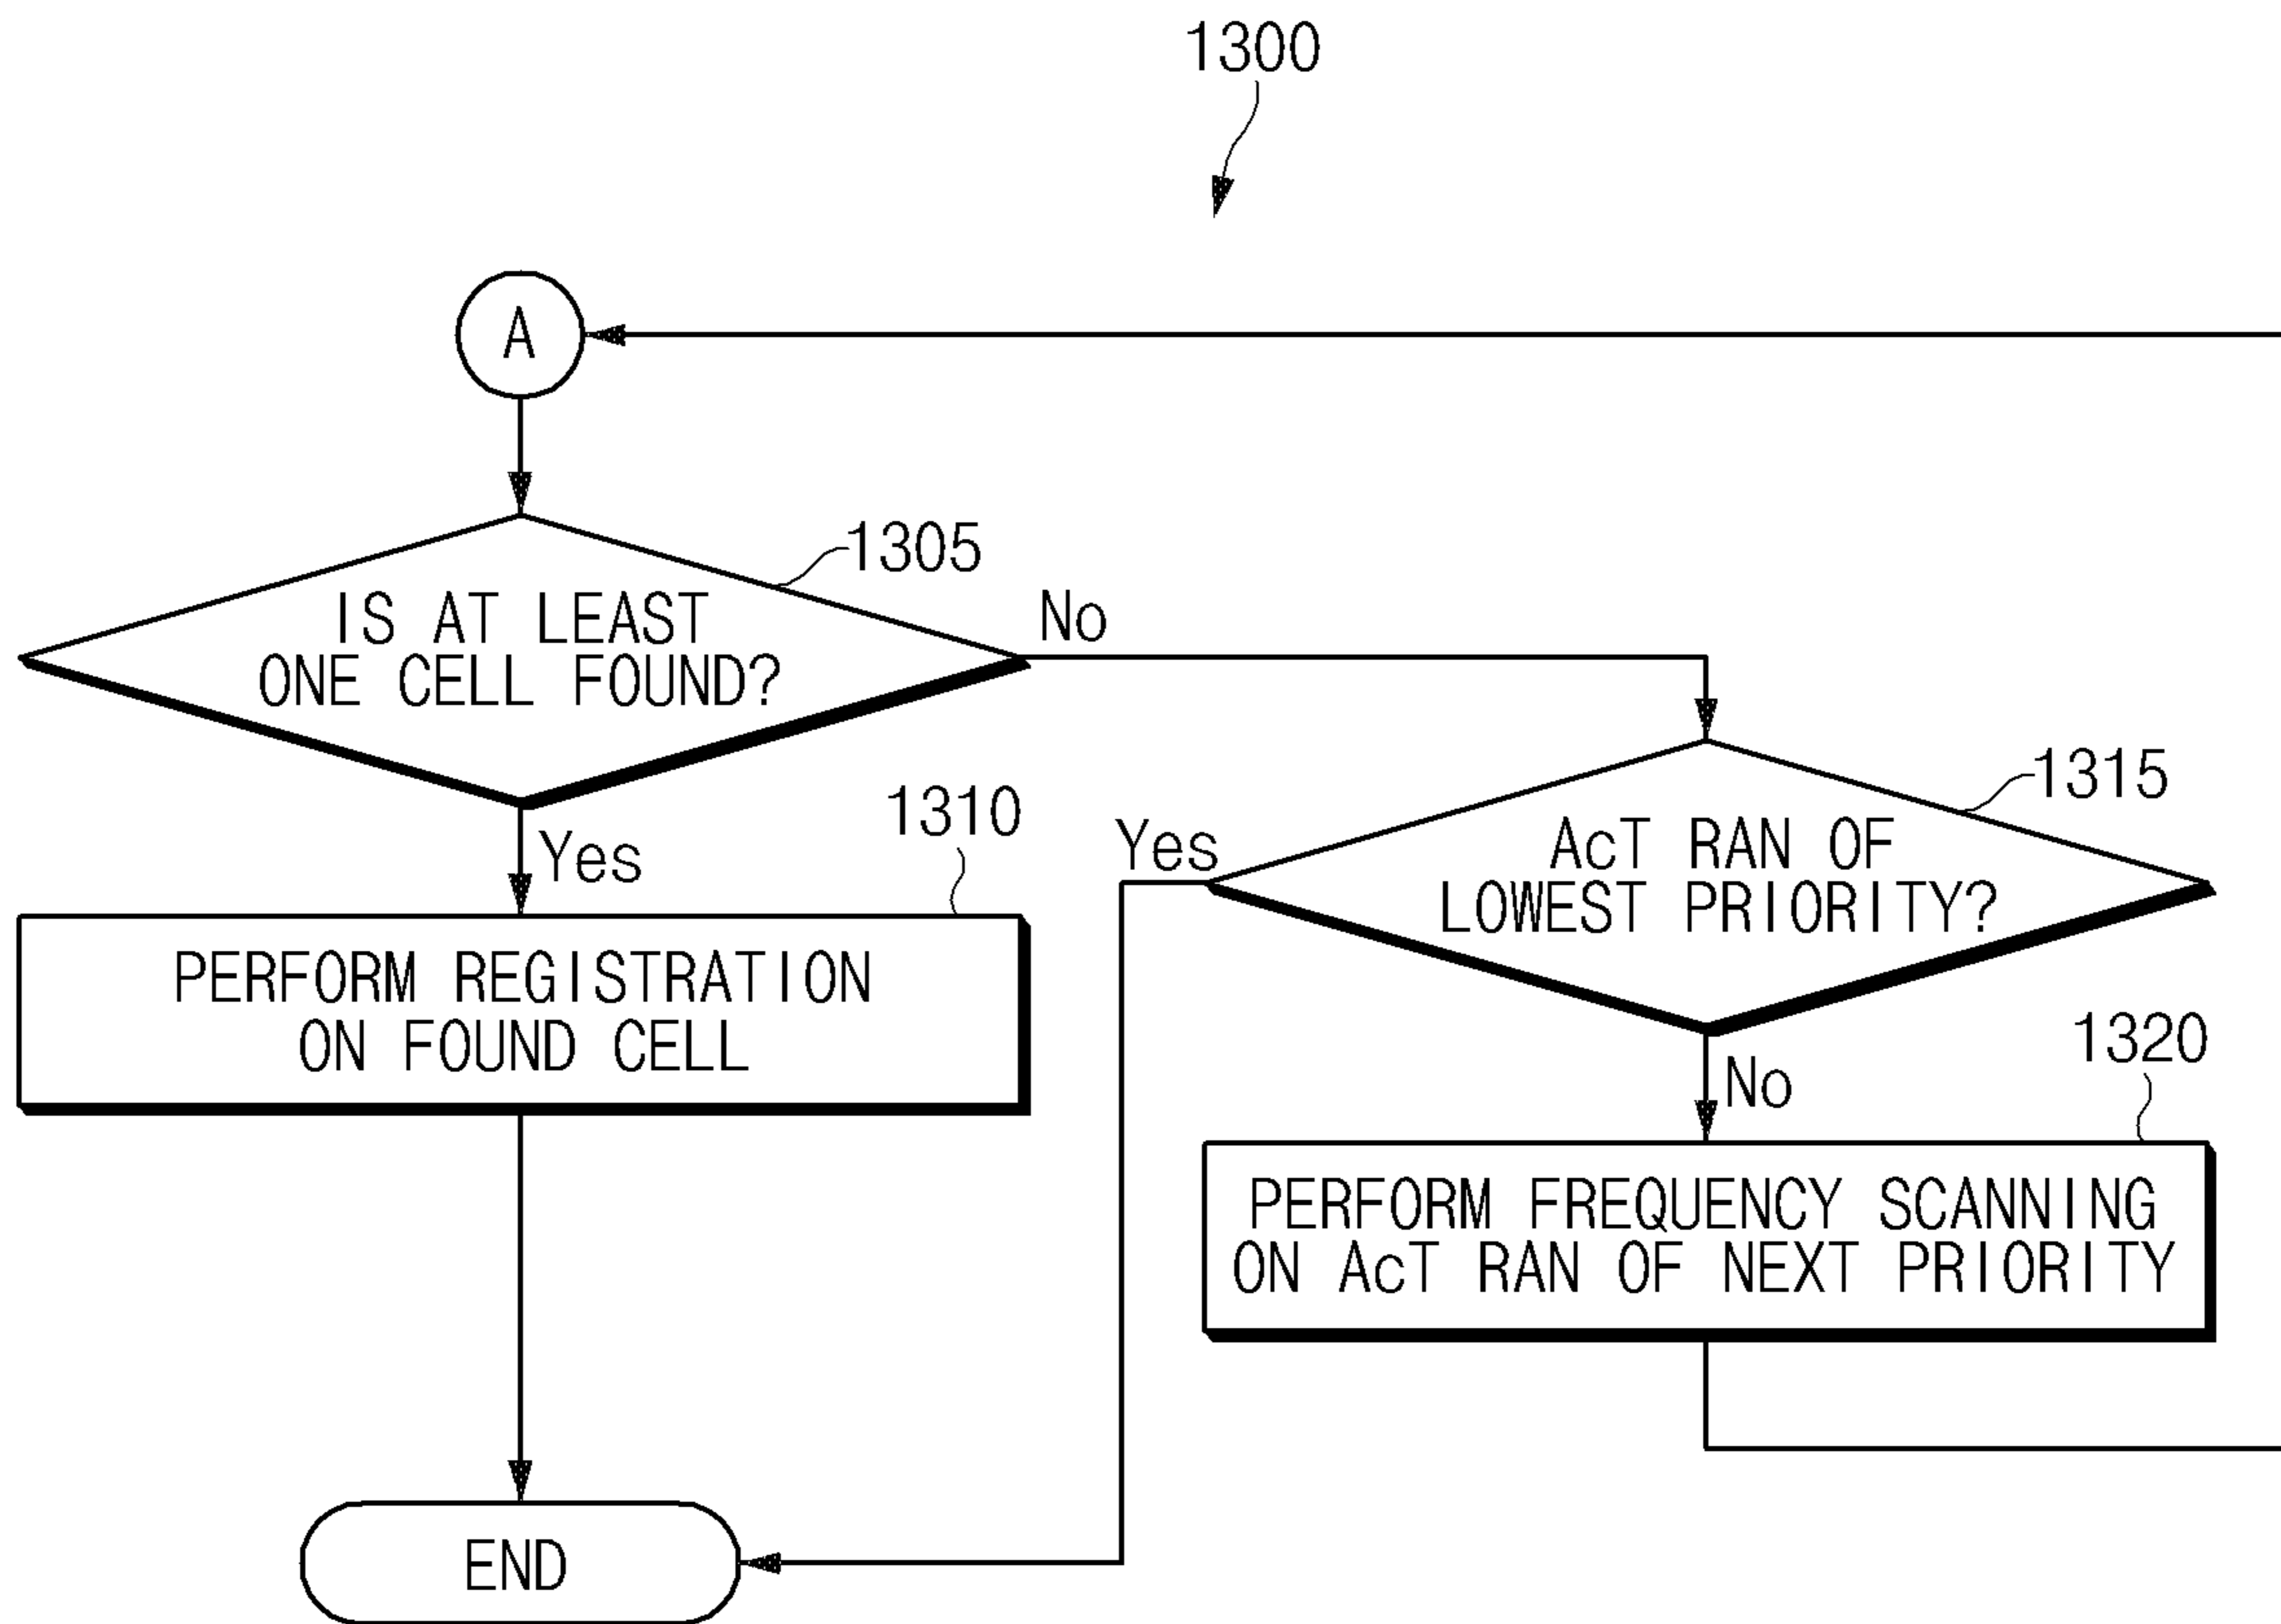 1300
A
1305
IS AT LEAST
ONE CELL FOUND?
No
Yes
1310
PERFORM REGISTRATION
ON FOUND CELL
1315
AcT RAN OF
LOWEST PRIORITY?
Yes
No
1320
PERFORM FREQUENCY SCANNING
ON AcT RAN OF NEXT PRIORITY
END